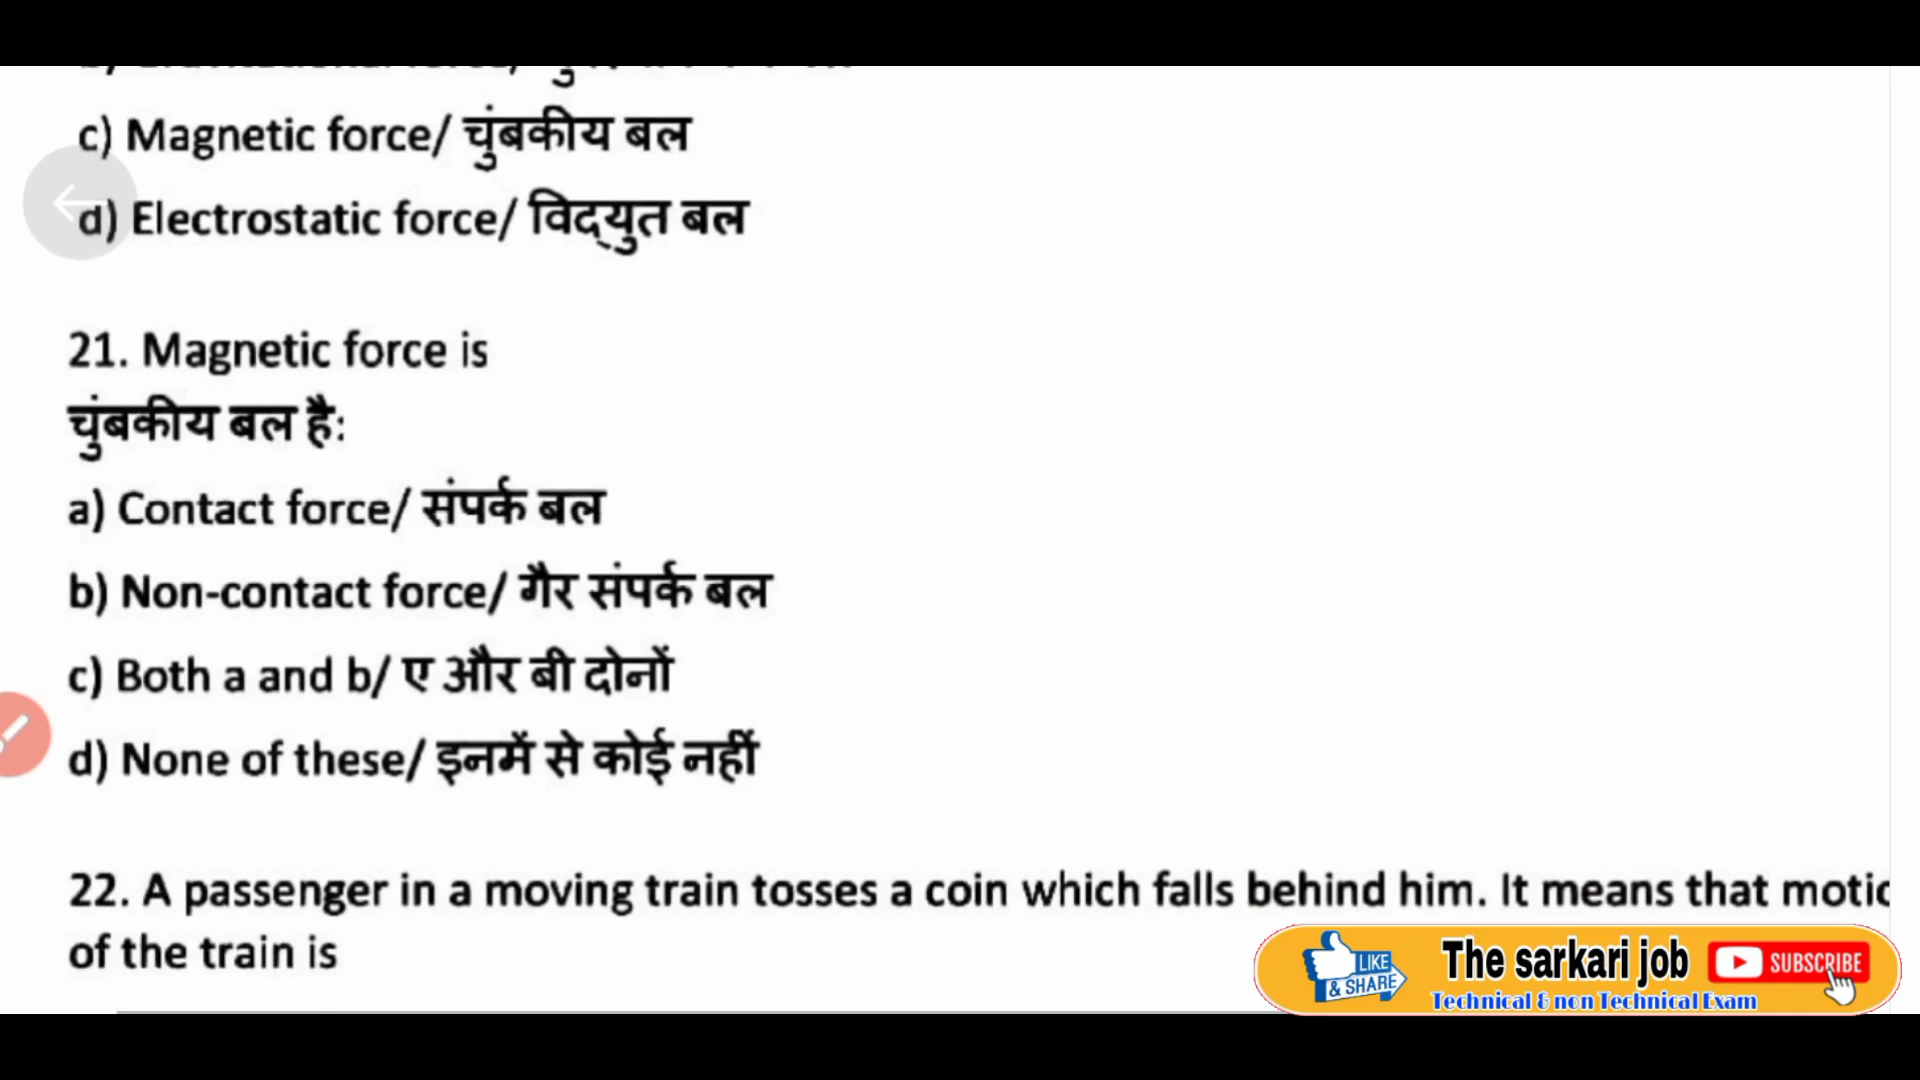 c) Magnetic force/ चुंबकीय बल
d) Electrostatic force/ विद्युत बल
21. Magnetic force is
चुंबकीय बल है:
a) Contact force/ संपर्क बल
b) Non-contact force/ गैर संपर्क बल
c) Both a and b/ ए और बी दोनों
d) None of these/ इनमें से कोई नहीं
22. A passenger in a moving train tosses a coin which falls behind him. It means that
of the train is
LIKE
& SHARE
The sarkari job
SUBSCRIBE
Technical & non Technical Exam